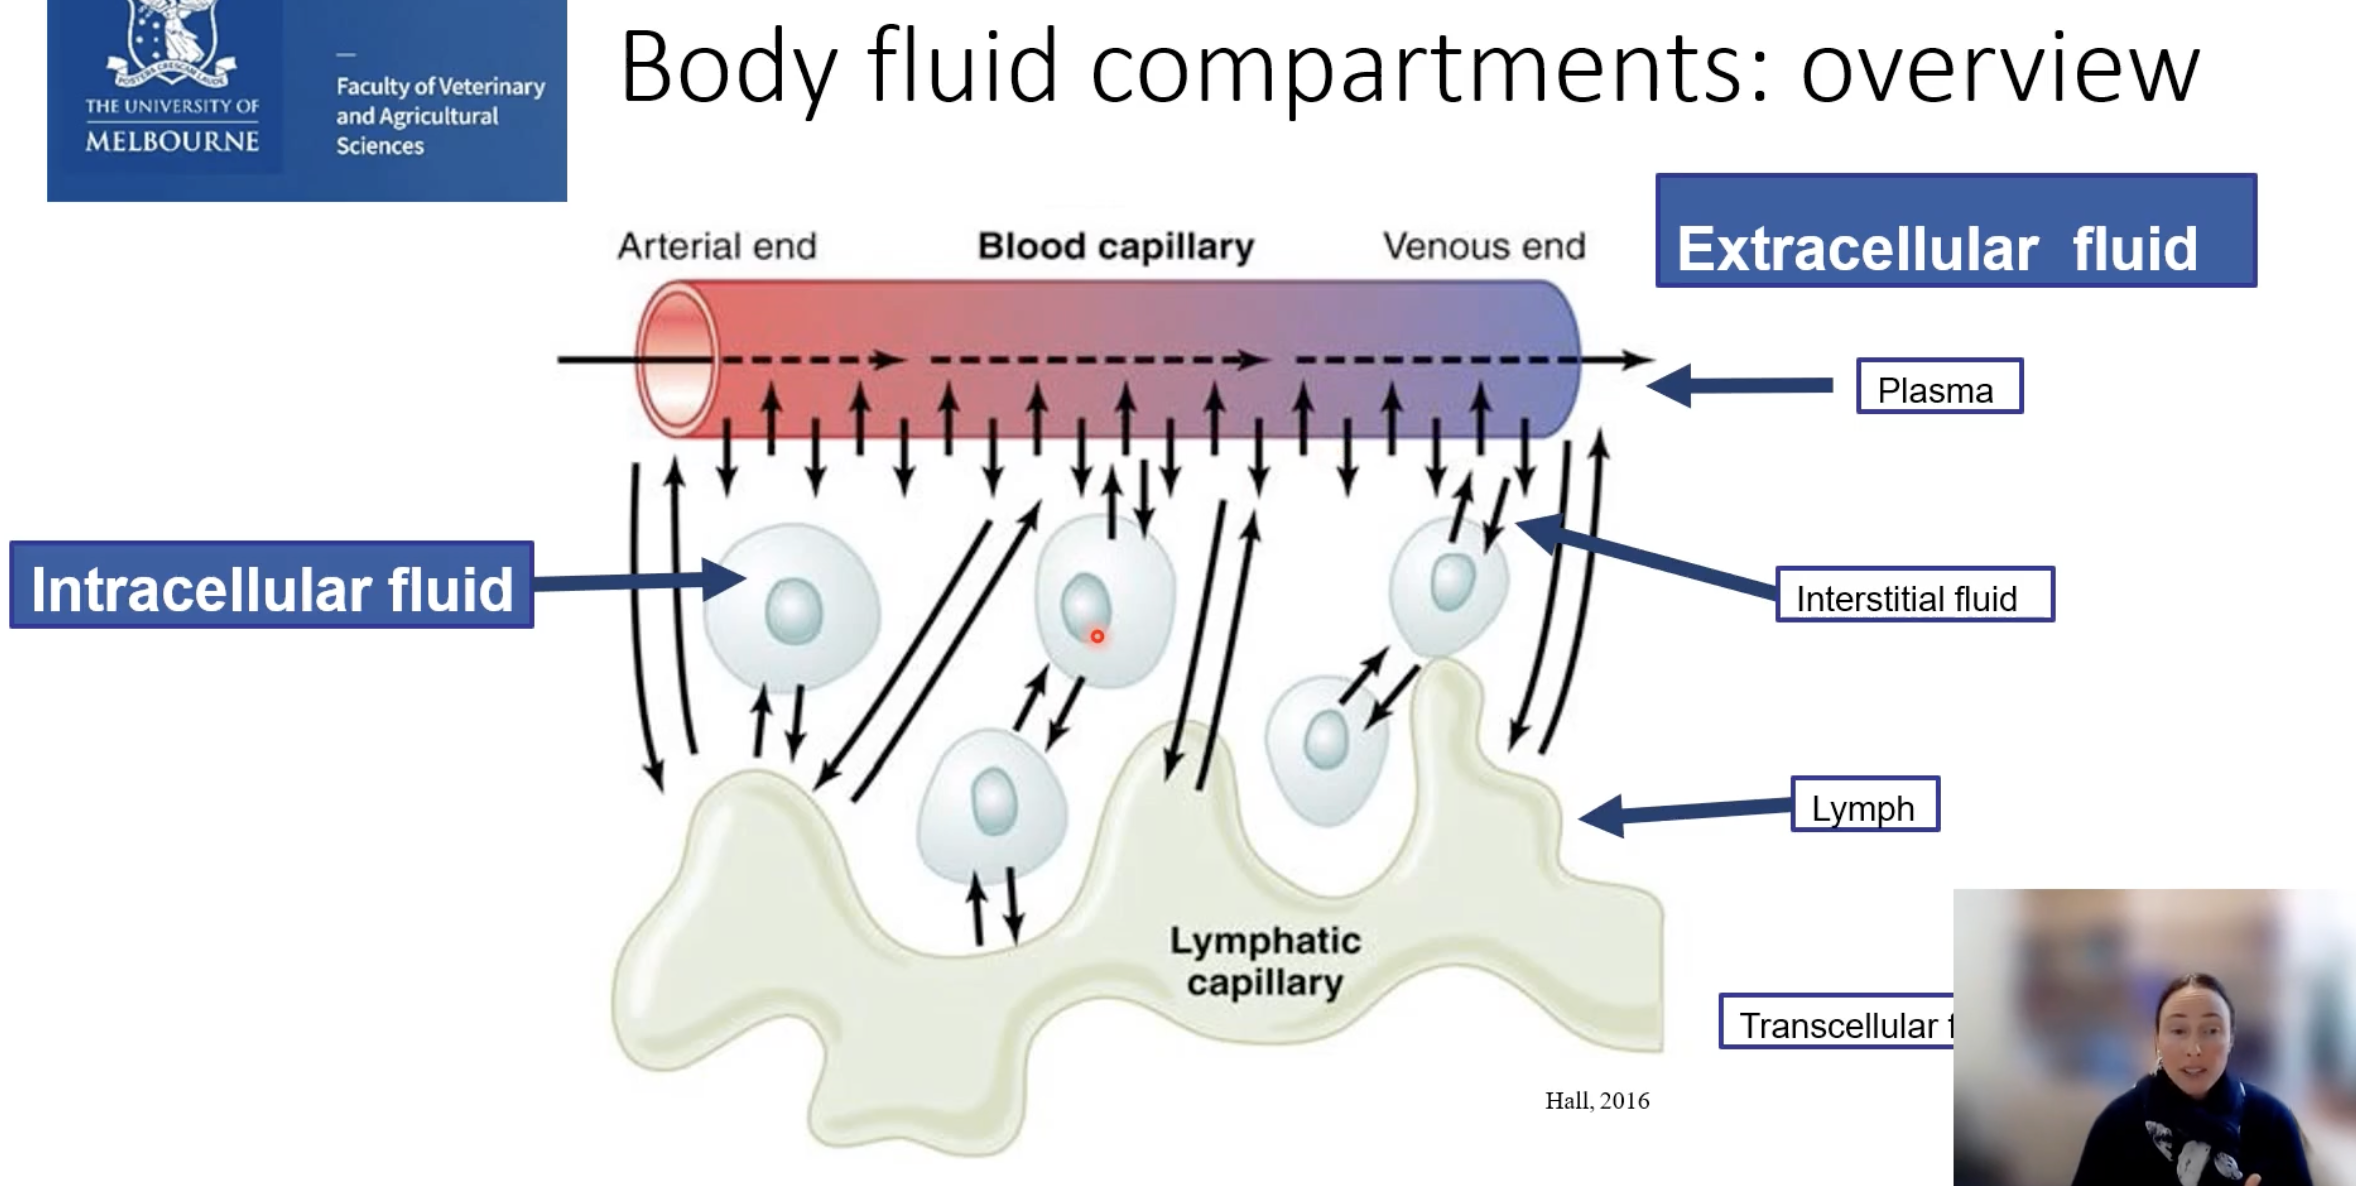 THE UNIVERSITY OF
MELBOURNE
Faculty of Veterinary
and Agricultural
Sciences
Body fluid compartments: overview
Extracellular fluid
Arterial end
Blood capillary
Venous end
Plasma
Intracellular fluid
Interstitial fluid
Lymph
Lymphatic
capillary
Transcellular f
Hall, 2016